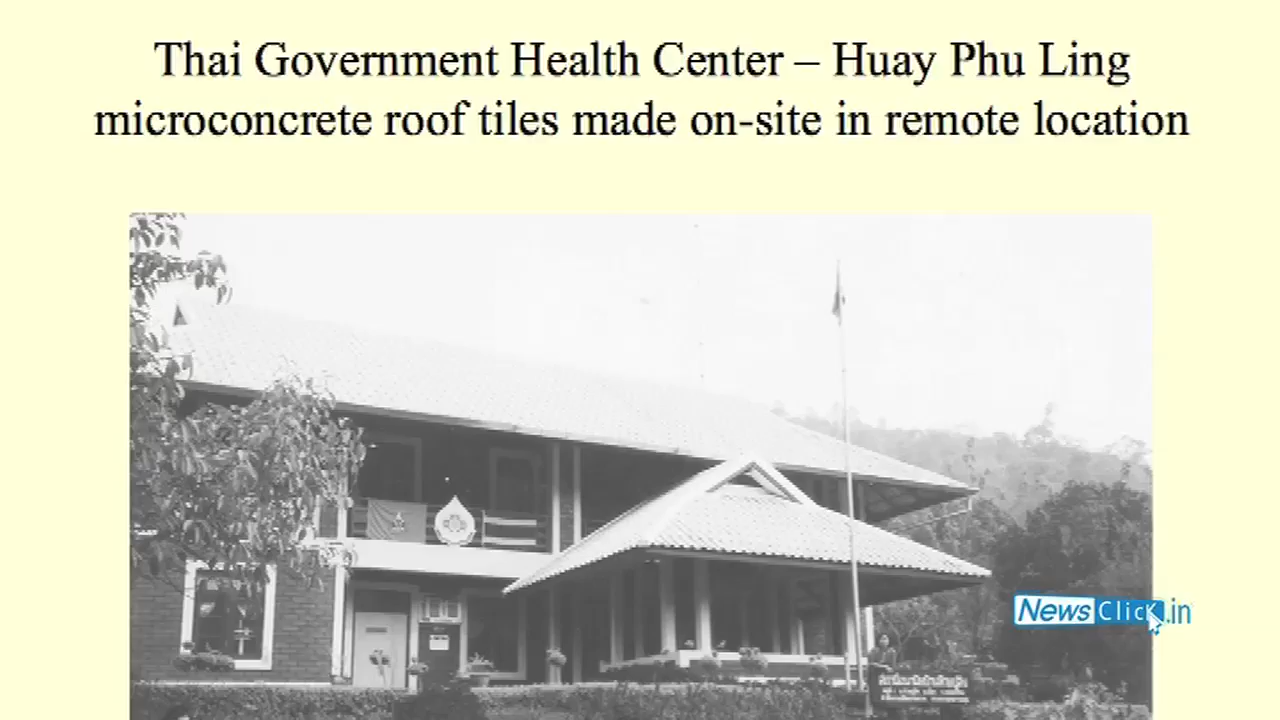 Thai Government Health Center – Huay Phu Ling
microconcrete roof tiles made on-site in remote location
NewsClick.in